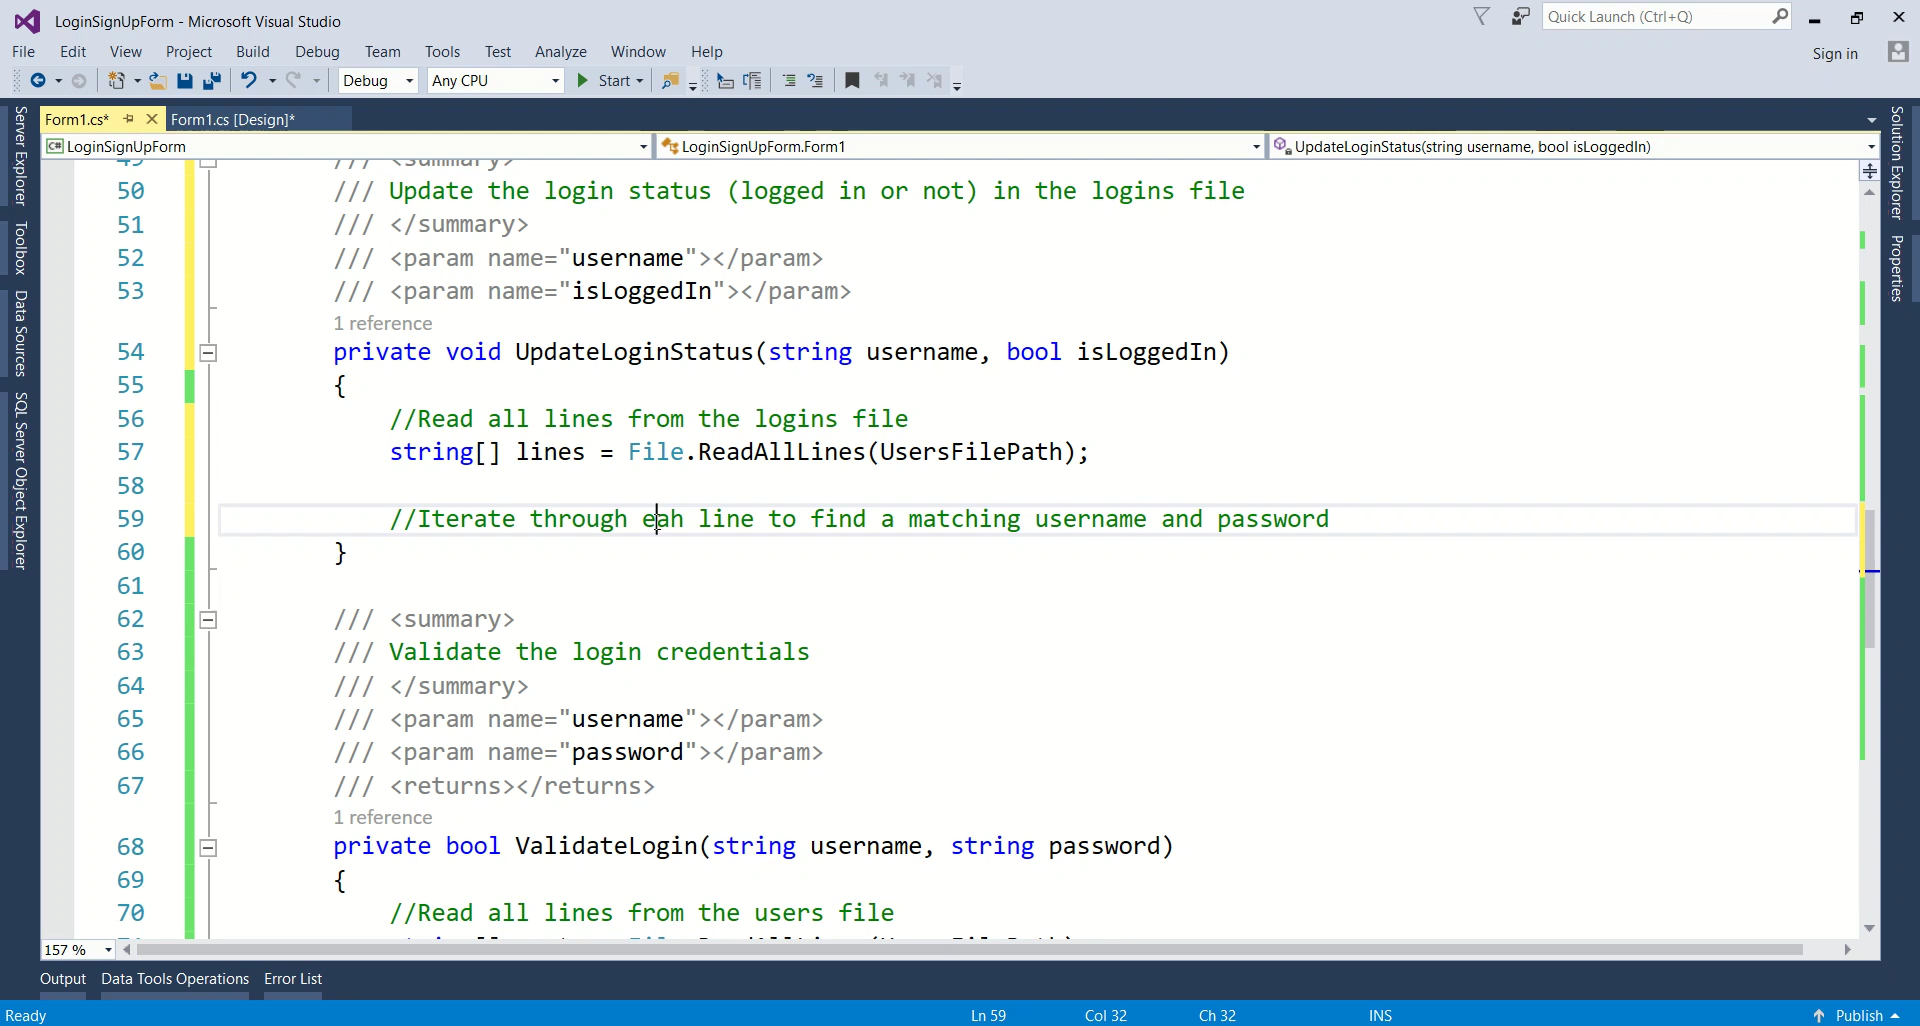 LoginSignUpForm - Microsoft Visual Studio
Quick Launch (Ctrl+Q)
File Edit View Project Build Debug Team Tools Test Analyze Window Help
Sign in
Debug Any CPU Start
Form1.cs* Form1.cs [Design]*
C# LoginSignUpForm LoginSignUpForm.Form1 UpdateLoginStatus(string username, bool isLoggedIn)
Server Explorer
Toolbox
Data Sources
SQL Server Object Explorer
Solution Explorer
Properties
49 /// <summary>
50 /// Update the login status (logged in or not) in the logins file
51 /// </summary>
52 /// <param name="username"></param>
53 /// <param name="isLoggedIn"></param>
1 reference
54 private void UpdateLoginStatus(string username, bool isLoggedIn)
55 {
56 //Read all lines from the logins file
57 string[] lines = File.ReadAllLines(UsersFilePath);
58
59 //Iterate through eah line to find a matching username and password
60 }
61
62 /// <summary>
63 /// Validate the login credentials
64 /// </summary>
65 /// <param name="username"></param>
66 /// <param name="password"></param>
67 /// <returns></returns>
1 reference
68 private bool ValidateLogin(string username, string password)
69 {
70 //Read all lines from the users file
157 %
Output Data Tools Operations Error List
Ready Ln 59 Col 32 Ch 32 INS Publish